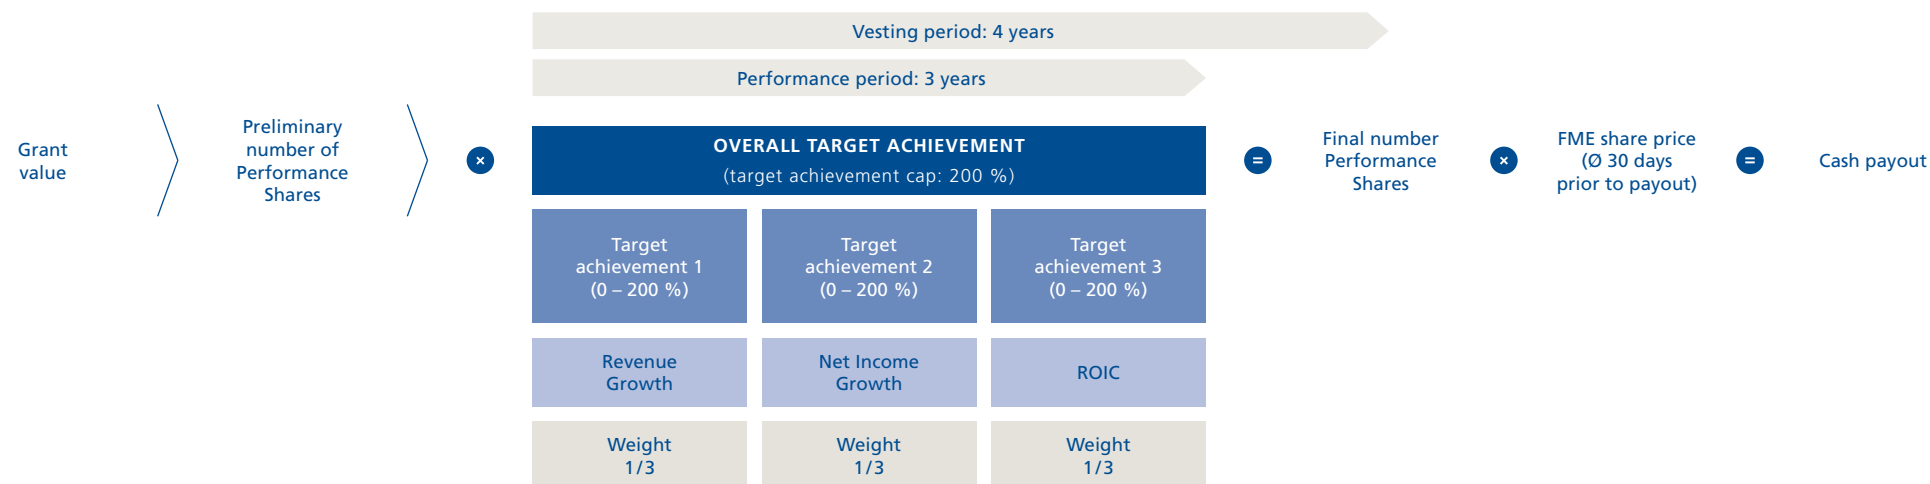 Vesting period: 4 years
Performance period: 3 years
Grant
value
Preliminary
number of
Performance
Shares
×
OVERALL TARGET ACHIEVEMENT
(target achievement cap: 200 %)
=
Final number
Performance
Shares
×
FME share price
(Ø 30 days
prior to payout)
=
Cash payout
Target
achievement 1
(0 – 200 %)
Target
achievement 2
(0 – 200 %)
Target
achievement 3
(0 – 200 %)
Revenue
Growth
Net Income
Growth
ROIC
Weight
1/3
Weight
1/3
Weight
1/3